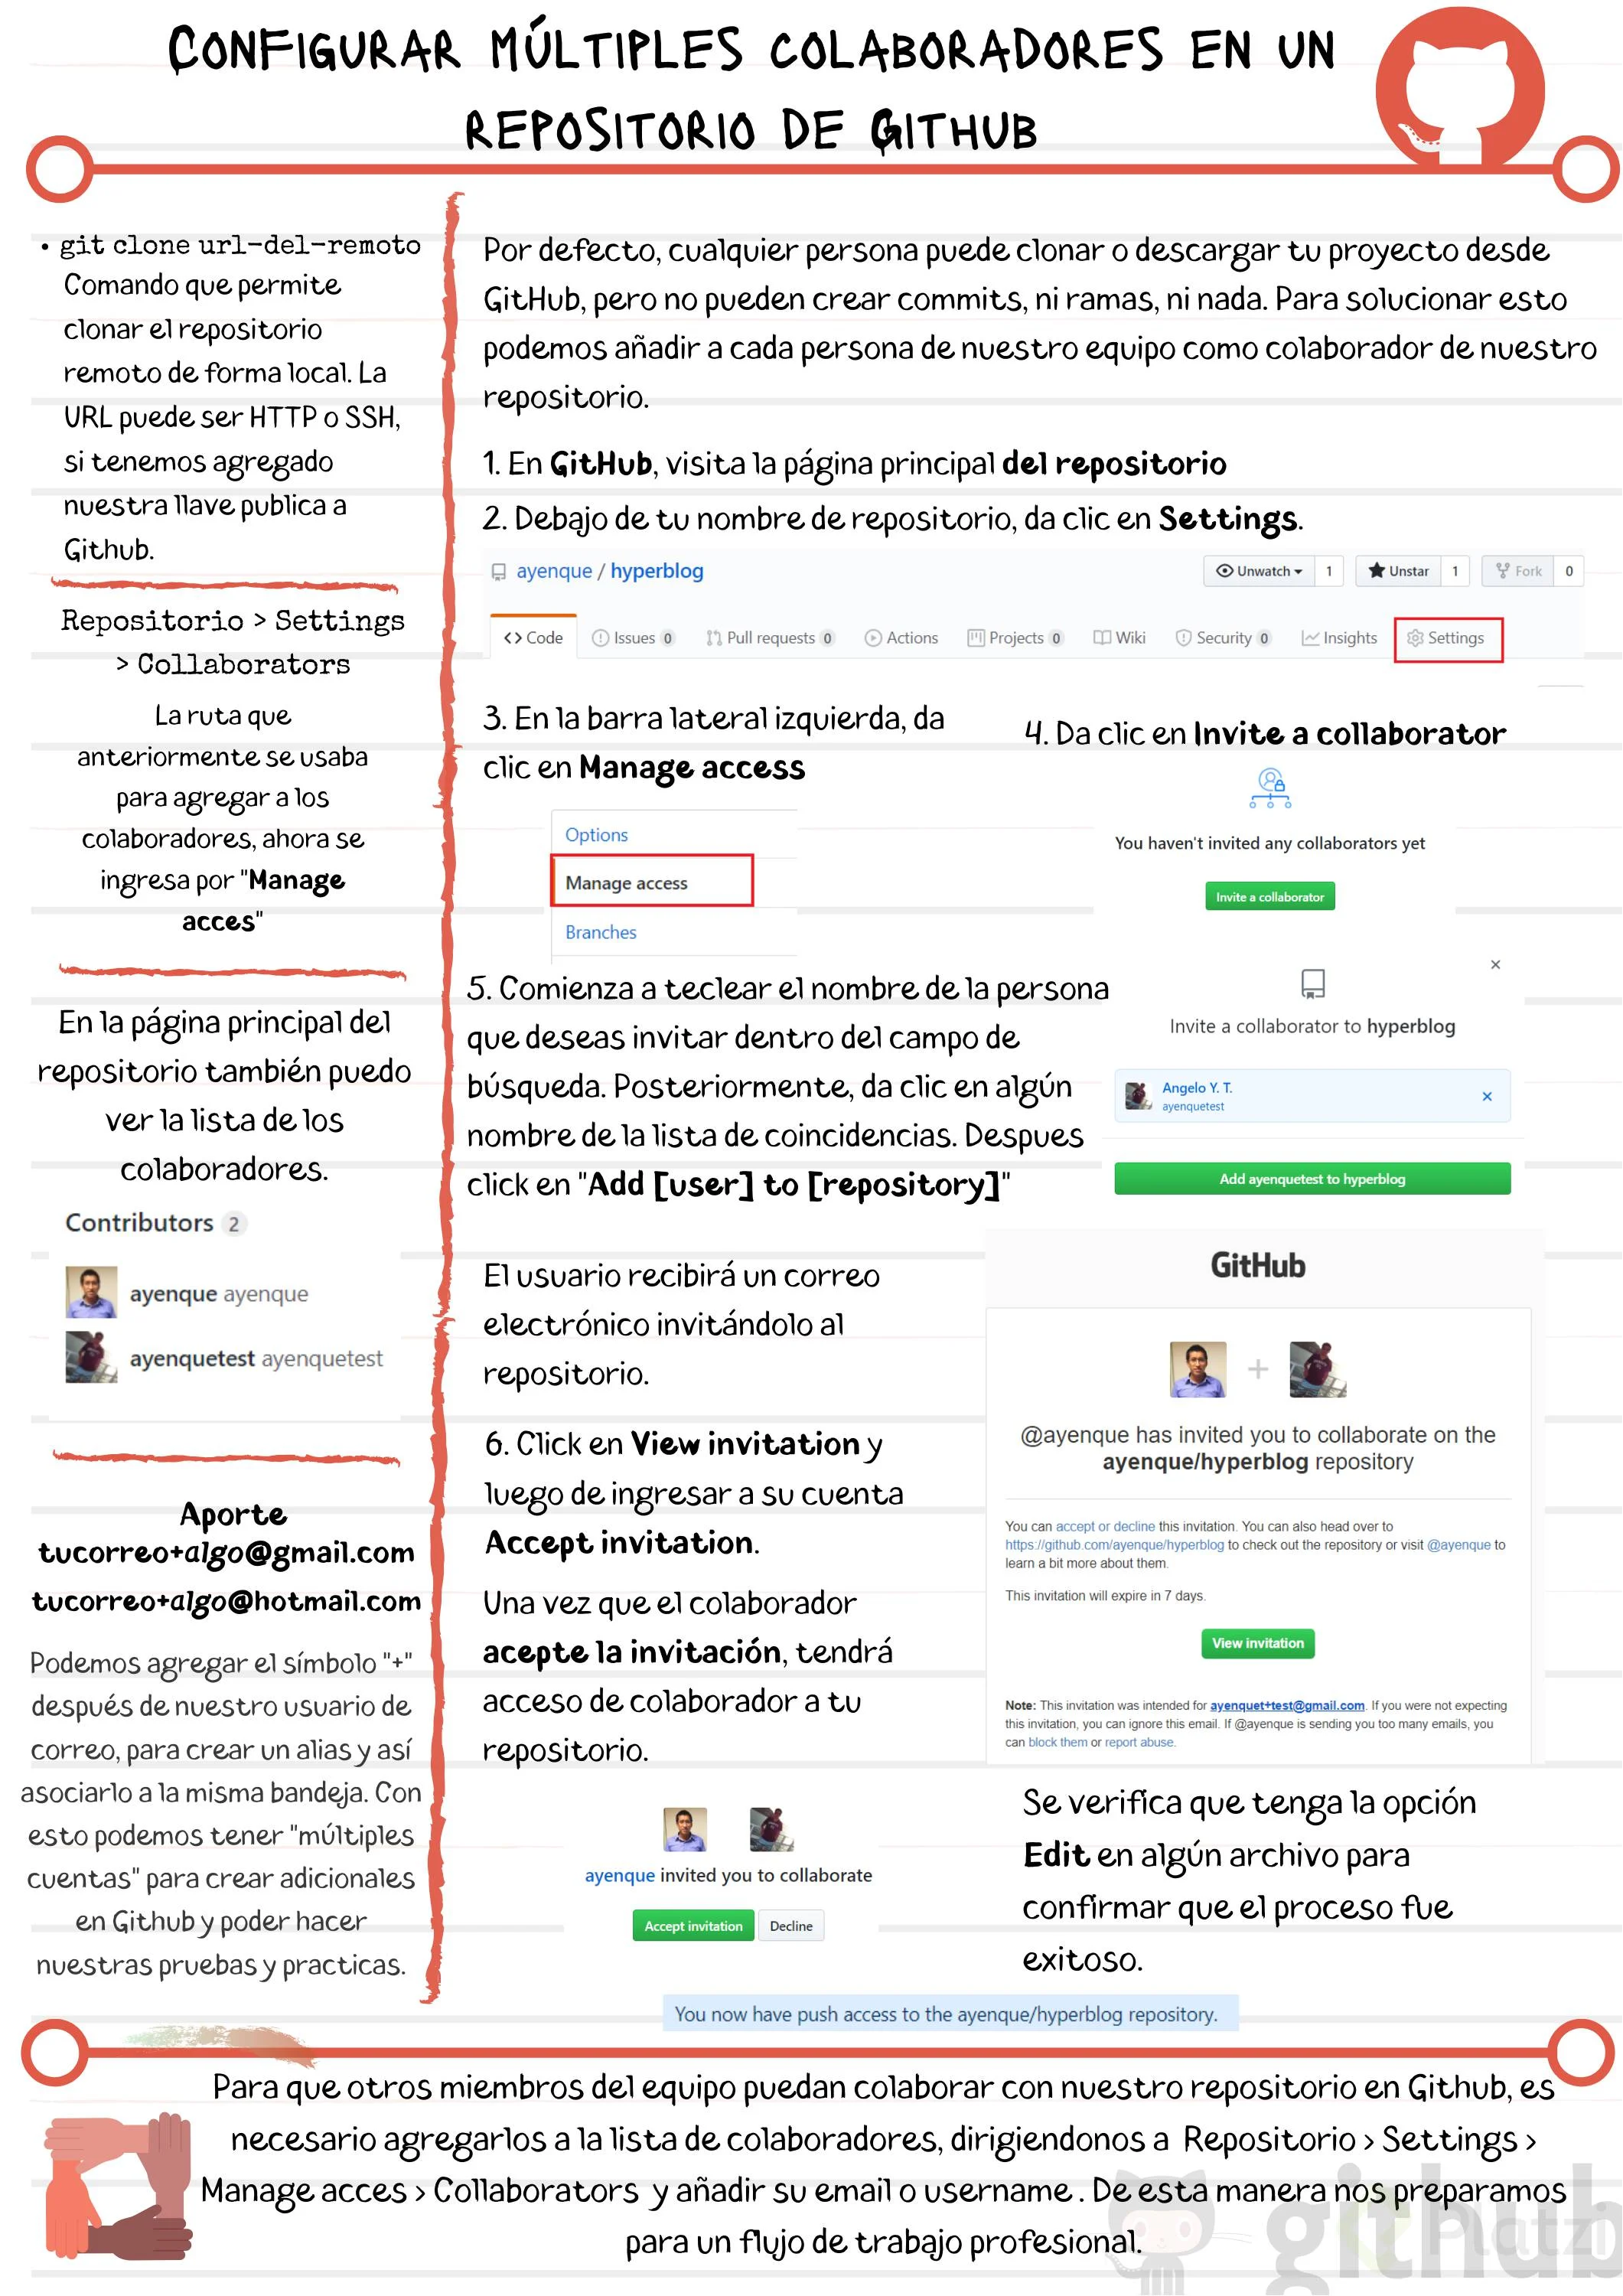 CONFIGURAR MÚLTIPLES COLABORADORES EN UN
REPOSITORIO DE GITHUB
• git clone url-del-remoto
Comando que permite
clonar el repositorio
remoto de forma local. La
URL puede ser HTTP o SSH,
si tenemos agregado
nuestra llave publica a
Github.
Repositorio > Settings
> Collaborators
La ruta que
anteriormente se usaba
para agregar a los
colaboradores, ahora se
ingresa por "Manage
acces"
En la página principal del
repositorio también puedo
ver la lista de los
colaboradores.
Contributors 2
ayenque ayenque
ayenquetest ayenquetest
Aporte
tucorreo+algo@gmail.com
tucorreo+algo@hotmail.com
Podemos agregar el símbolo "+"
después de nuestro usuario de
correo, para crear un alias y así
asociarlo a la misma bandeja. Con
esto podemos tener "múltiples
cuentas" para crear adicionales
en Github y poder hacer
nuestras pruebas y practicas.
Por defecto, cualquier persona puede clonar o descargar tu proyecto desde
GitHub, pero no pueden crear commits, ni ramas, ni nada. Para solucionar esto
podemos añadir a cada persona de nuestro equipo como colaborador de nuestro
repositorio.
1. En GitHub, visita la página principal del repositorio
2. Debajo de tu nombre de repositorio, da clic en Settings.
ayenque / hyperblog Unwatch 1 Unstar 1 Fork 0
Code Issues 0 Pull requests 0 Actions Projects 0 Wiki Security 0 Insights Settings
3. En la barra lateral izquierda, da
clic en Manage access
Options
Manage access
Branches
4. Da clic en Invite a collaborator
You haven't invited any collaborators yet
Invite a collaborator
5. Comienza a teclear el nombre de la persona
que deseas invitar dentro del campo de
búsqueda. Posteriormente, da clic en algún
nombre de la lista de coincidencias. Despues
click en "Add [user] to [repository]"
×
Invite a collaborator to hyperblog
Angelo Y. T.
ayenquetest ×
Add ayenquetest to hyperblog
El usuario recibirá un correo
electrónico invitándolo al
repositorio.
6. Click en View invitation y
luego de ingresar a su cuenta
Accept invitation.
Una vez que el colaborador
acepte la invitación, tendrá
acceso de colaborador a tu
repositorio.
GitHub
+
@ayenque has invited you to collaborate on the
ayenque/hyperblog repository
You can accept or decline this invitation. You can also head over to
https://github.com/ayenque/hyperblog to check out the repository or visit @ayenque to
learn a bit more about them.
This invitation will expire in 7 days.
View invitation
Note: This invitation was intended for ayenquet+test@gmail.com. If you were not expecting
this invitation, you can ignore this email. If @ayenque is sending you too many emails, you
can block them or report abuse.
ayenque invited you to collaborate
Accept invitation Decline
Se verifica que tenga la opción
Edit en algún archivo para
confirmar que el proceso fue
exitoso.
You now have push access to the ayenque/hyperblog repository.
Para que otros miembros del equipo puedan colaborar con nuestro repositorio en Github, es
necesario agregarlos a la lista de colaboradores, dirigiendonos a Repositorio > Settings >
Manage acces > Collaborators y añadir su email o username. De esta manera nos preparamos
para un flujo de trabajo profesional.
github
Platzi